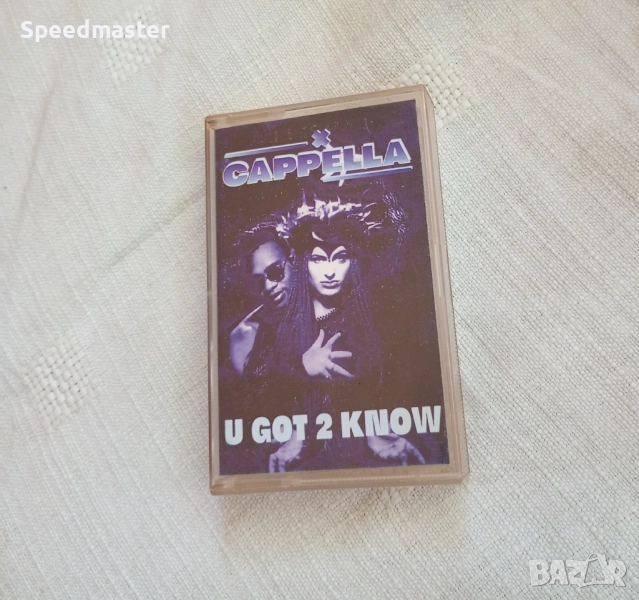 Speedmaster
CAPPELLA
U GOT 2 KNOW
BAZAR